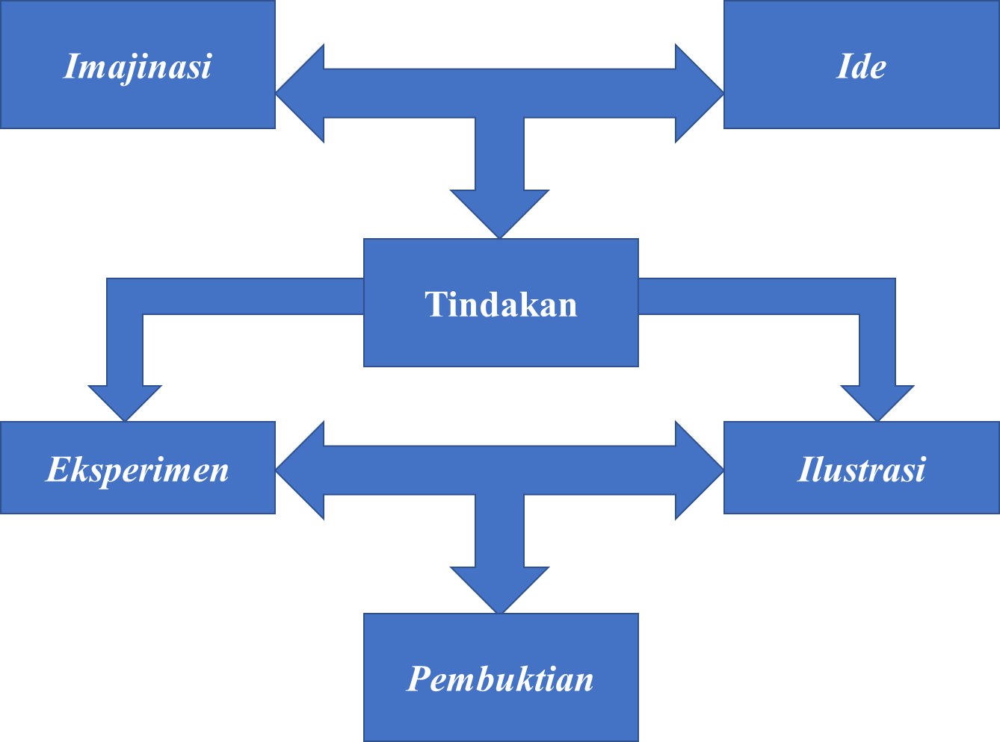 Imajinasi
Ide
Tindakan
Eksperimen
Ilustrasi
Pembuktian